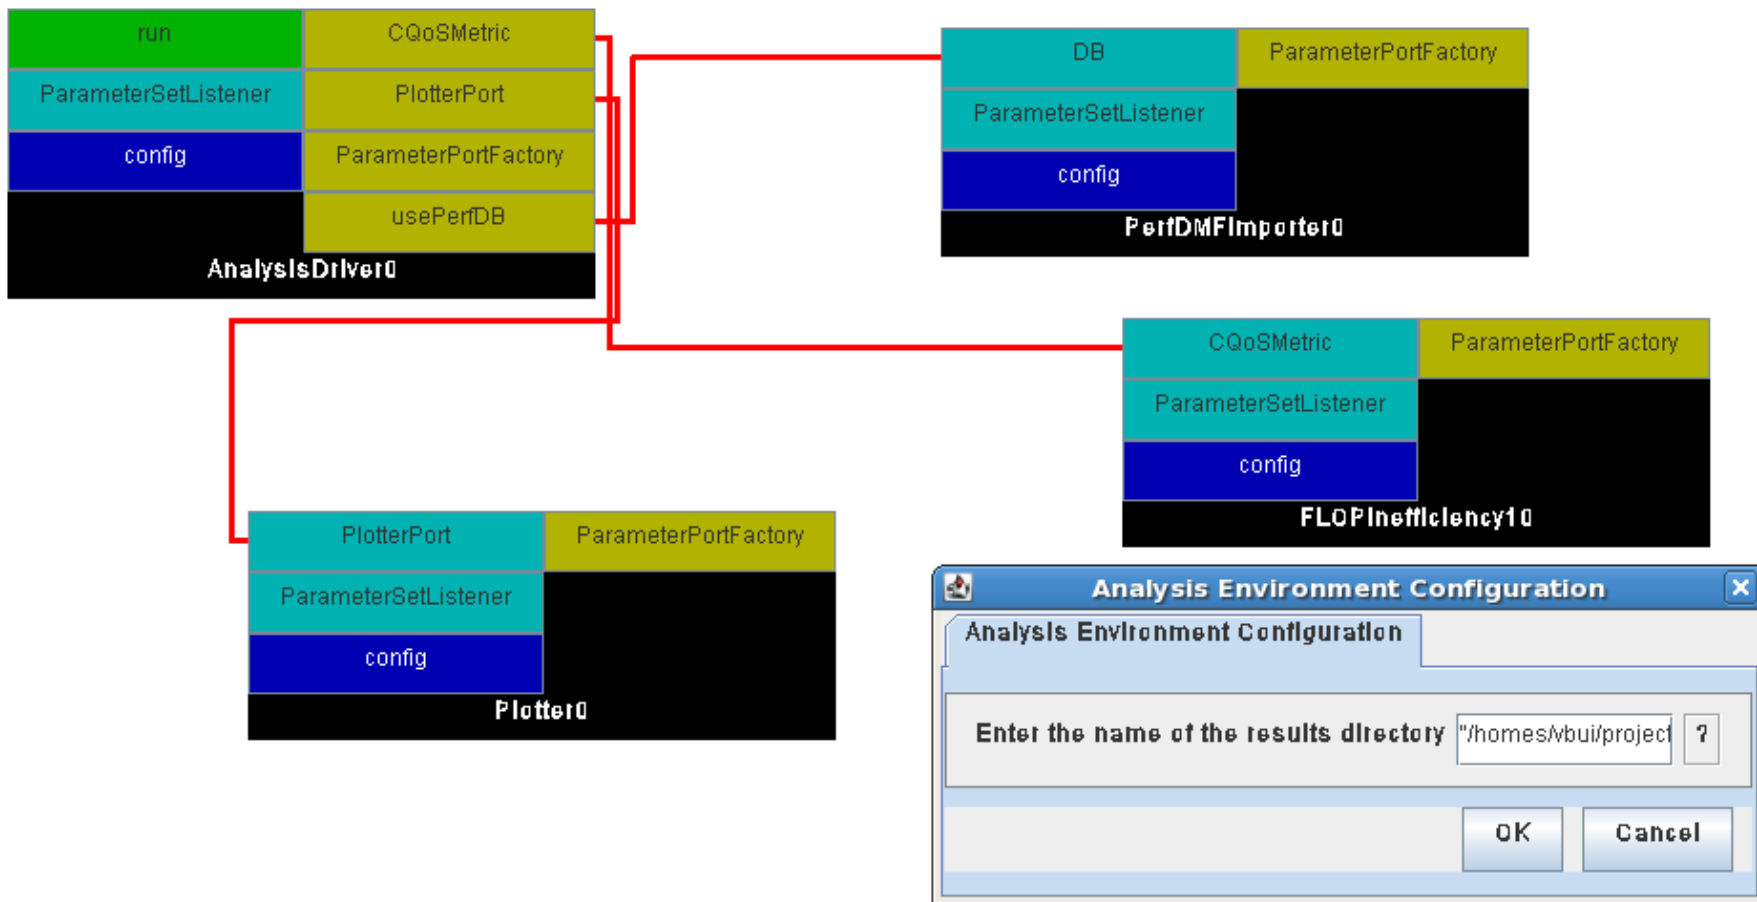 run
CQoSMetric
ParameterSetListener
PlotterPort
config
ParameterPortFactory
usePerfDB
AnalysisDriver0
DB
ParameterPortFactory
ParameterSetListener
config
PerfDMFImporter0
CQoSMetric
ParameterPortFactory
ParameterSetListener
config
FLOPInefficiency10
PlotterPort
ParameterPortFactory
ParameterSetListener
config
Plotter0
Analysis Environment Configuration
Analysis Environment Configuration
Enter the name of the results directory "/homes/vbui/project ?
OK Cancel